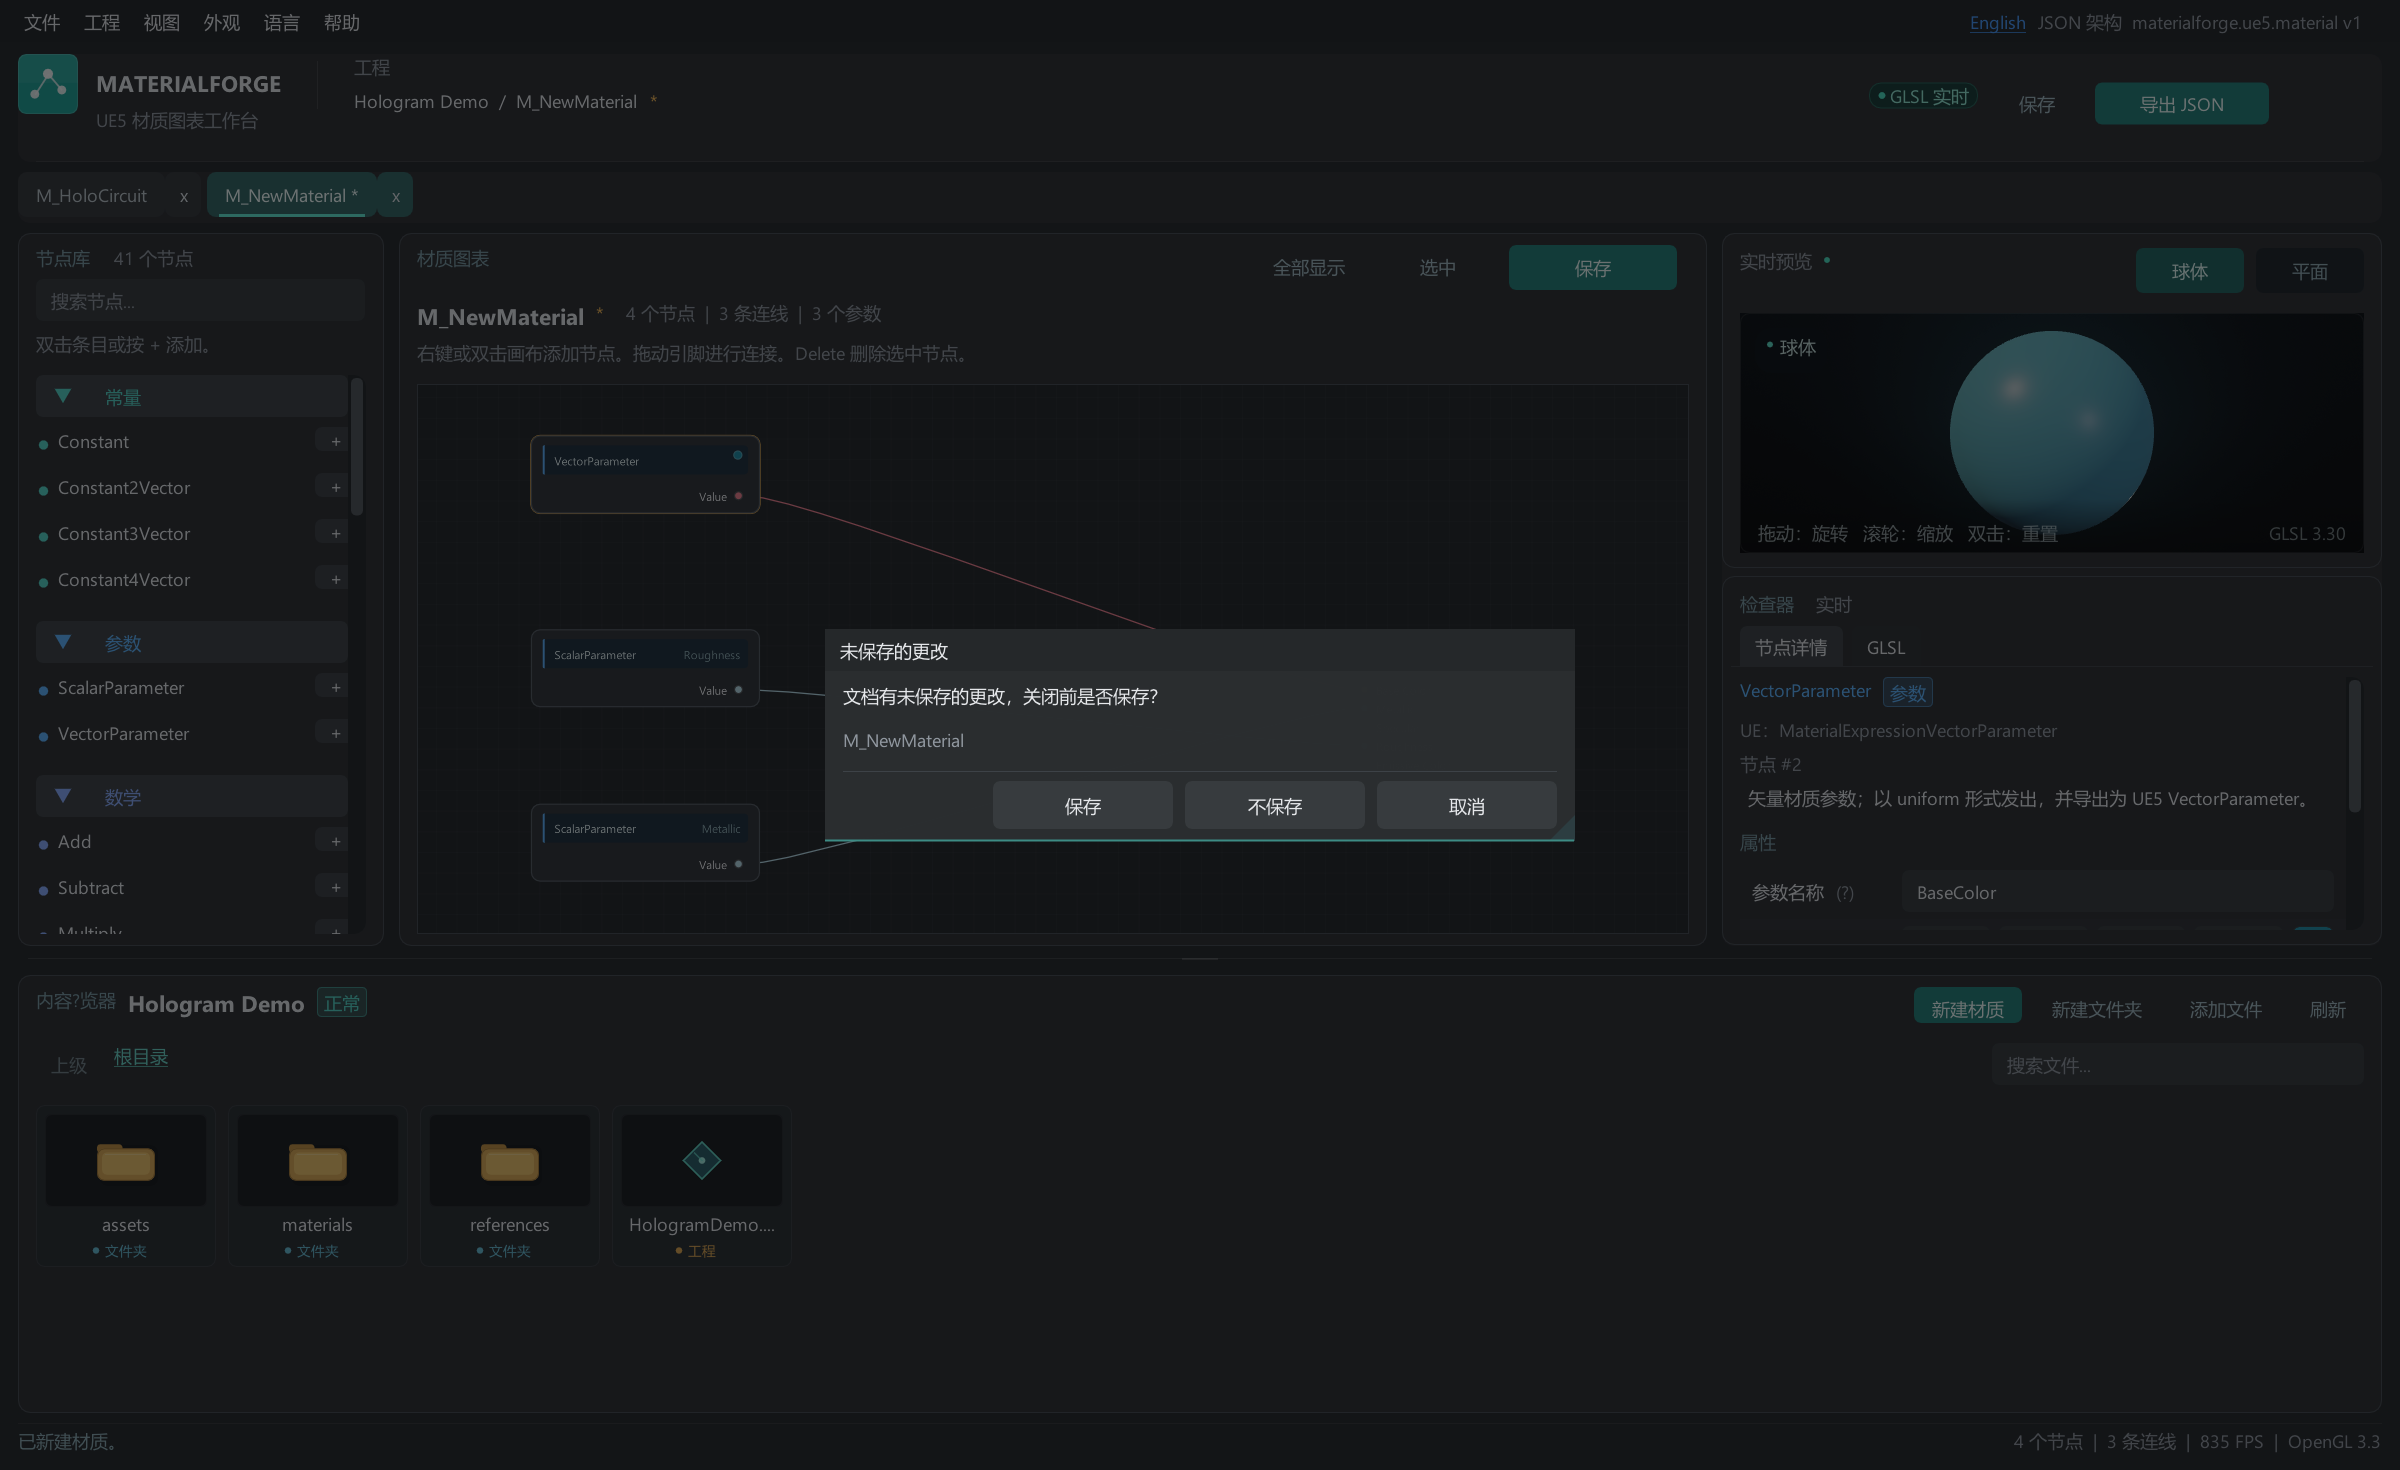 文件 工程 视图 外观 语言 帮助
English JSON 架构 materialforge.ue5.material v1
MATERIALFORGE
UE5 材质图表工作台
工程
Hologram Demo / M_NewMaterial *
GLSL 实时
保存
导出 JSON
M_HoloCircuit x
M_NewMaterial * x
节点库 41 个节点
搜索节点...
双击条目或按 + 添加。
常量
Constant +
Constant2Vector +
Constant3Vector +
Constant4Vector +
参数
ScalarParameter +
VectorParameter +
数学
Add +
Subtract +
Multiply +
材质图表
全部显示 选中 保存
M_NewMaterial * 4 个节点 | 3 条连线 | 3 个参数
右键或双击画布添加节点。拖动引脚进行连接。Delete 删除选中节点。
VectorParameter
Value
ScalarParameter Roughness
Value
ScalarParameter Metallic
Value
未保存的更改
文档有未保存的更改，关闭前是否保存?
M_NewMaterial
保存 不保存 取消
实时预览
球体 平面
球体
拖动：旋转 滚轮：缩放 双击：重置
GLSL 3.30
检查器 实时
节点详情 GLSL
VectorParameter 参数
UE：MaterialExpressionVectorParameter
节点 #2
矢量材质参数；以 uniform 形式发出，并导出为 UE5 VectorParameter。
属性
参数名称 (?) BaseColor
内容?览器 Hologram Demo 正常
新建材质 新建文件夹 添加文件 刷新
上级 根目录
搜索文件...
assets
文件夹
materials
文件夹
references
文件夹
HologramDemo....
工程
已新建材质。
4 个节点 | 3 条连线 | 835 FPS | OpenGL 3.3